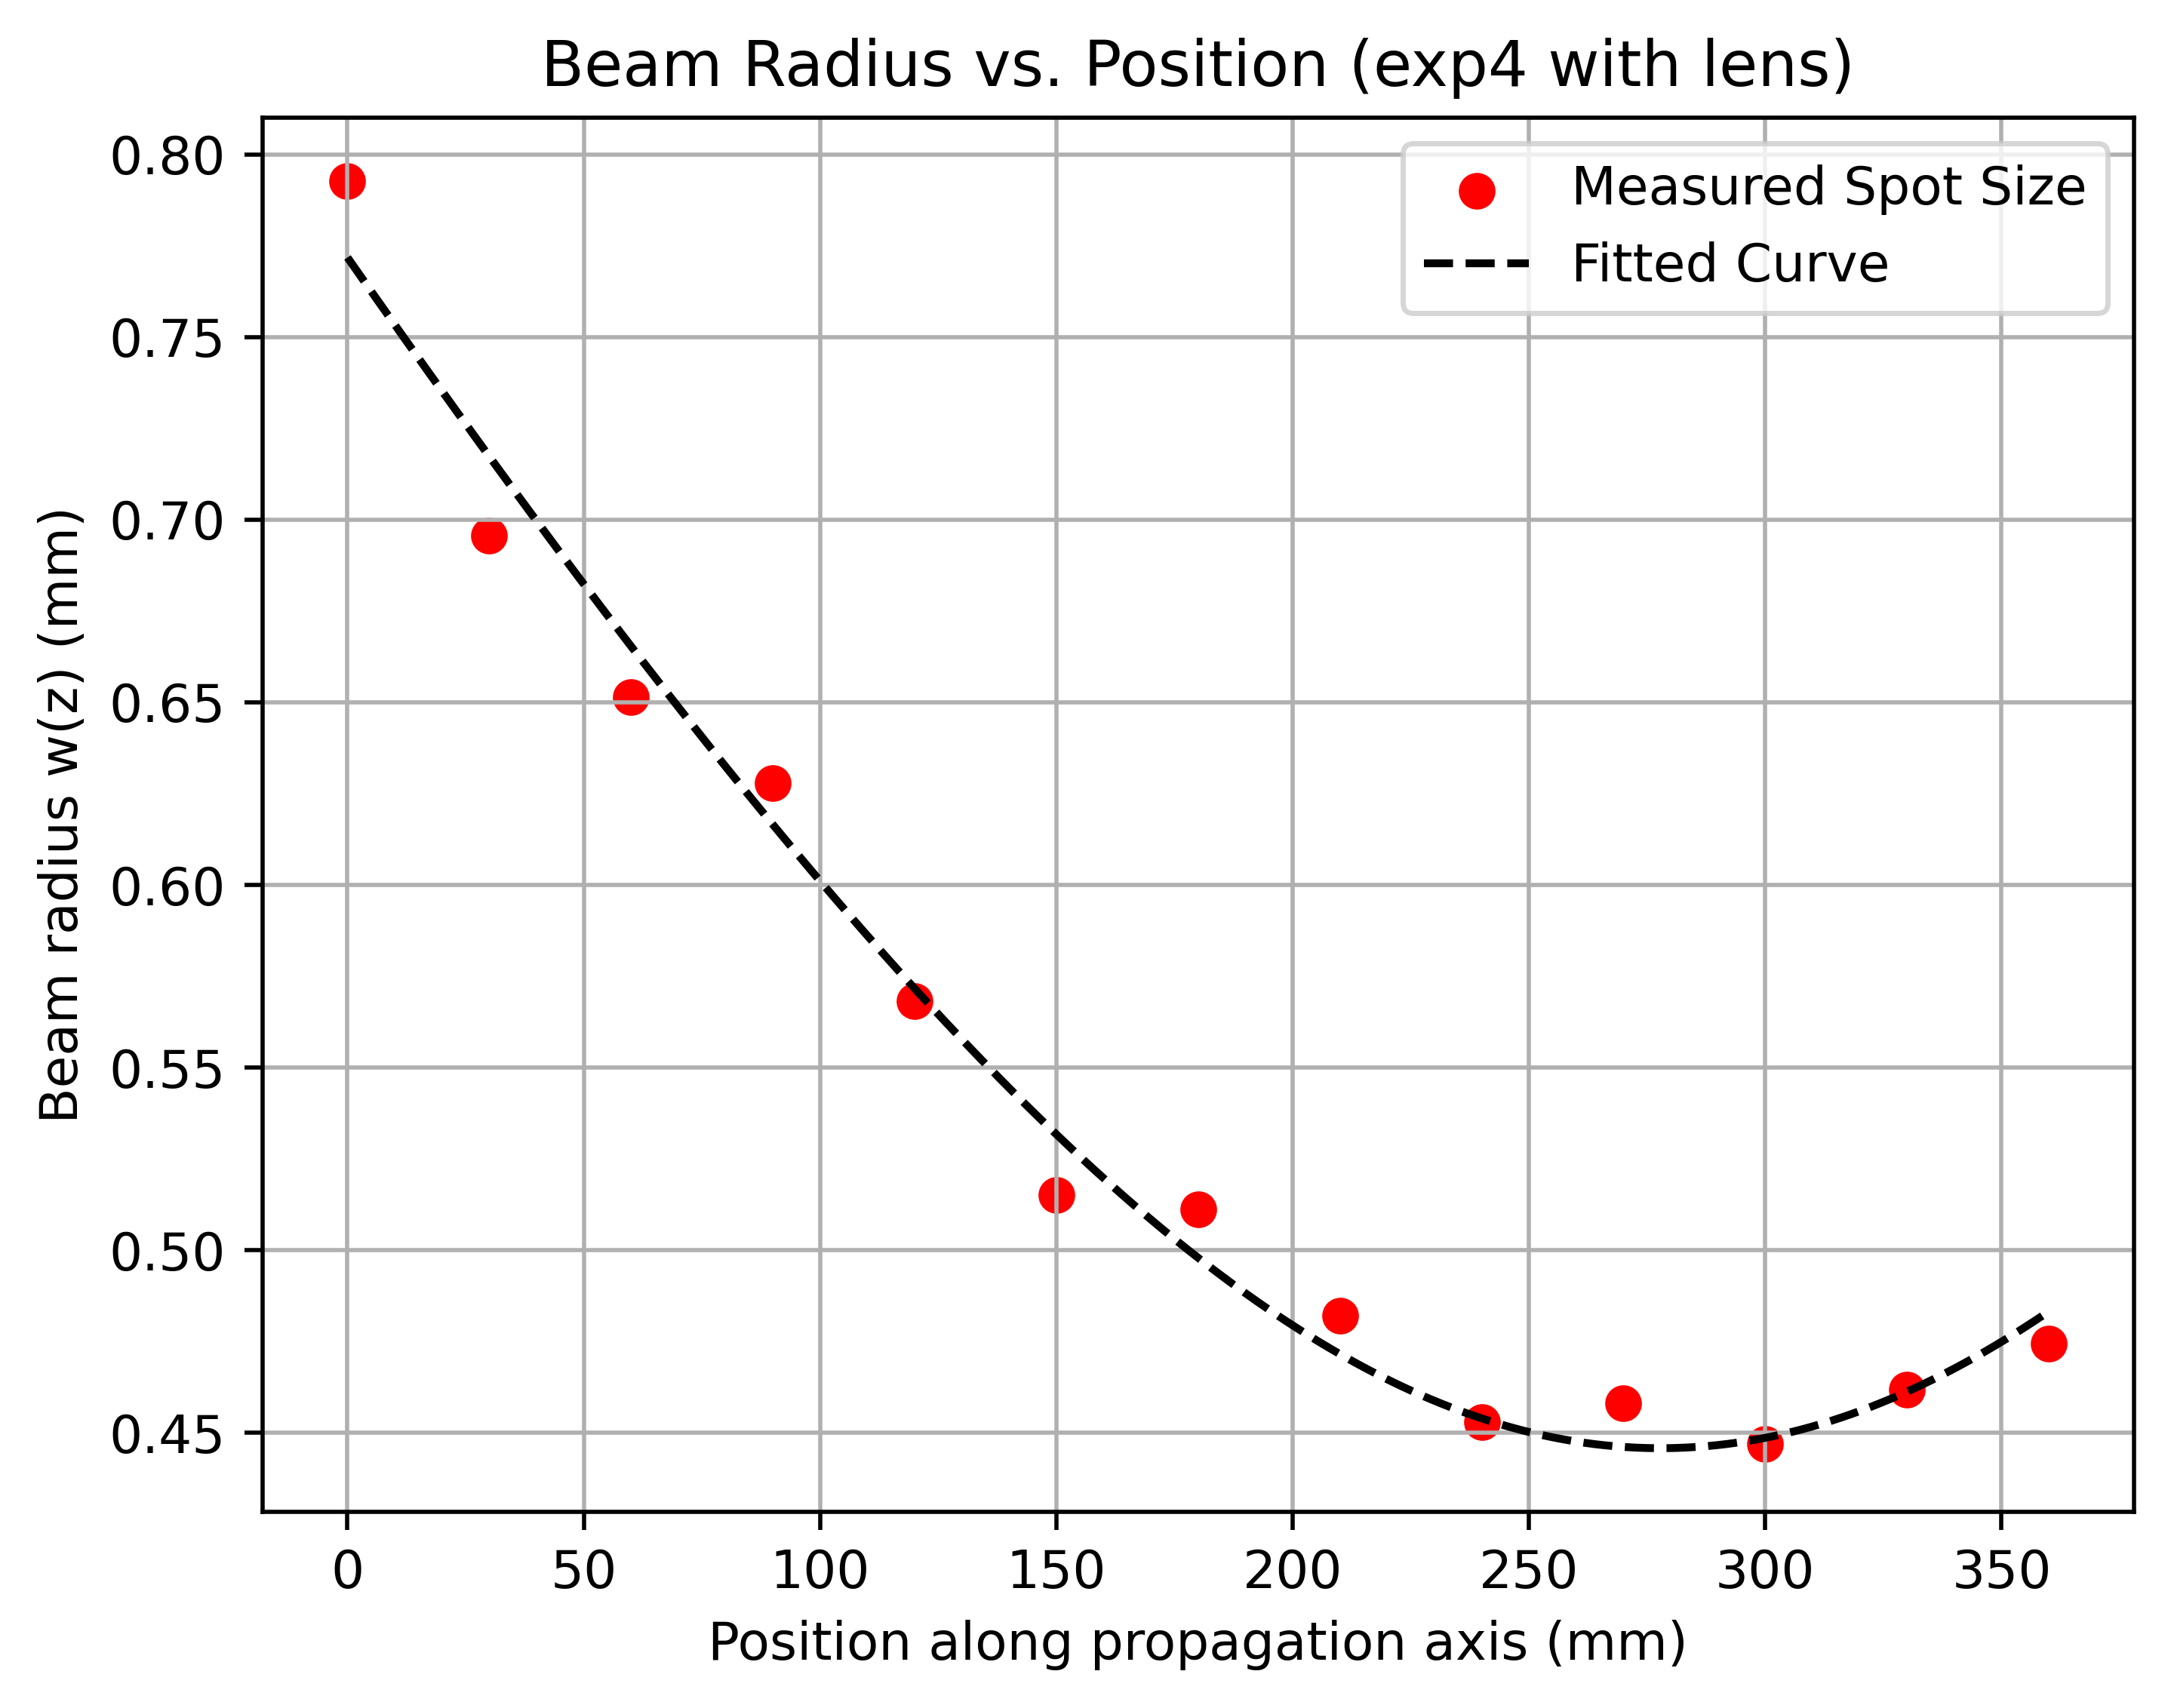 Beam Radius vs. Position (exp4 with lens)
Measured Spot Size
Fitted Curve
Beam radius w(z) (mm)
0.80
0.75
0.70
0.65
0.60
0.55
0.50
0.45
0 50 100 150 200 250 300 350
Position along propagation axis (mm)